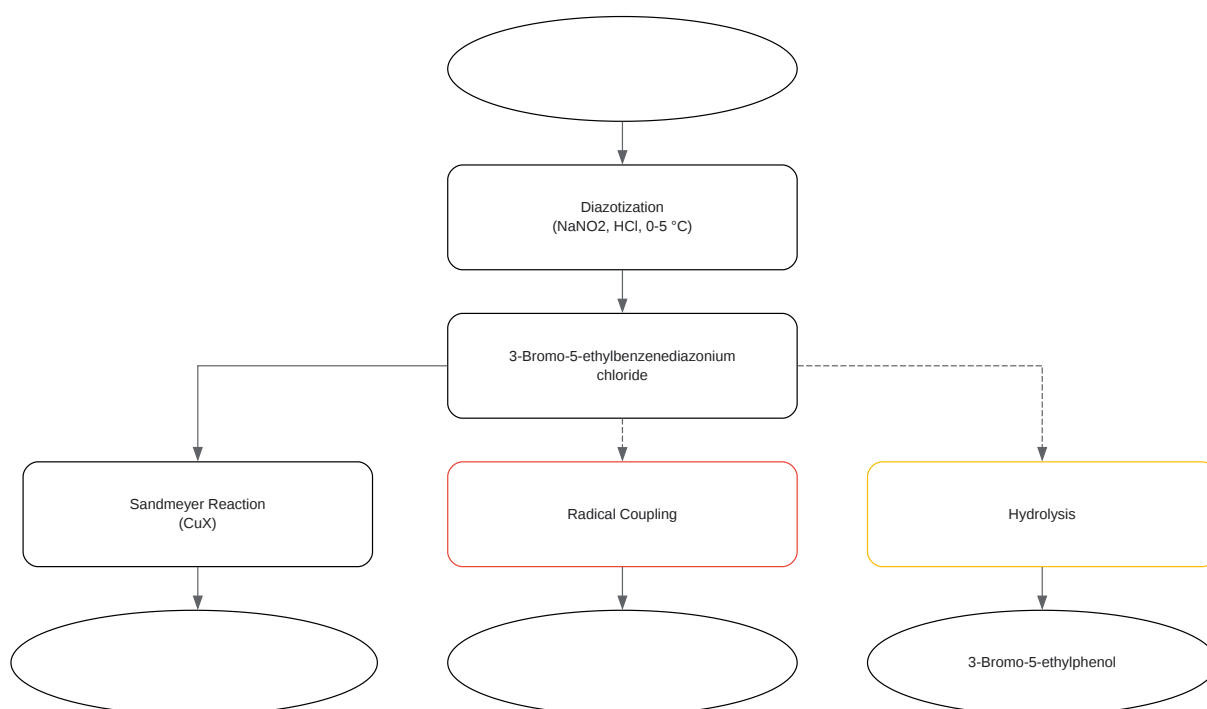 Diazotization
(NaNO2, HCl, 0-5 °C)
3-Bromo-5-ethylbenzenediazonium
chloride
Sandmeyer Reaction
(CuX)
Radical Coupling
Hydrolysis
3-Bromo-5-ethylphenol